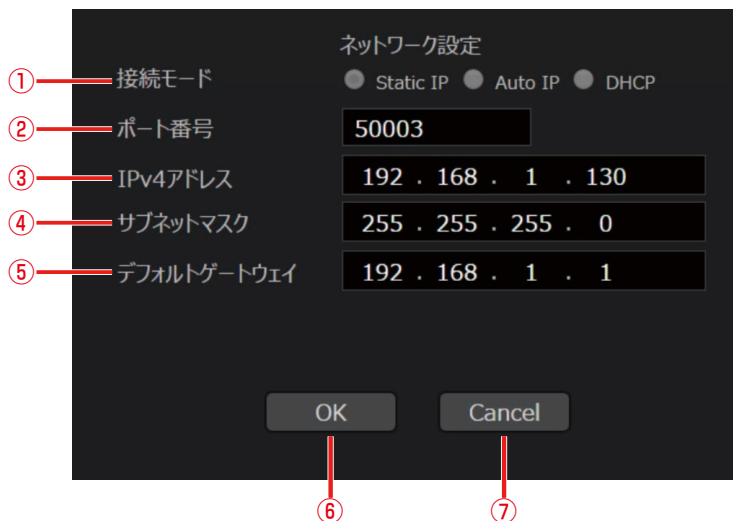 ネットワーク設定
① 接続モード Static IP Auto IP DHCP
② ポート番号 50003
③ IPv4アドレス 192 . 168 . 1 . 130
④ サブネットマスク 255 . 255 . 255 . 0
⑤ デフォルトゲートウェイ 192 . 168 . 1 . 1
OK Cancel
⑥ ⑦